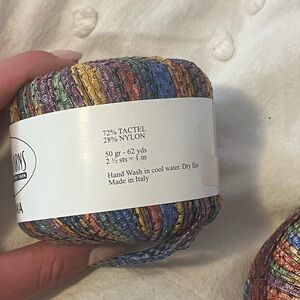 72% TACTEL
28% NYLON
50 gr - 62 yds
2 ½ sts = 1 in
Hand Wash in cool water. Dry flat
Made in Italy